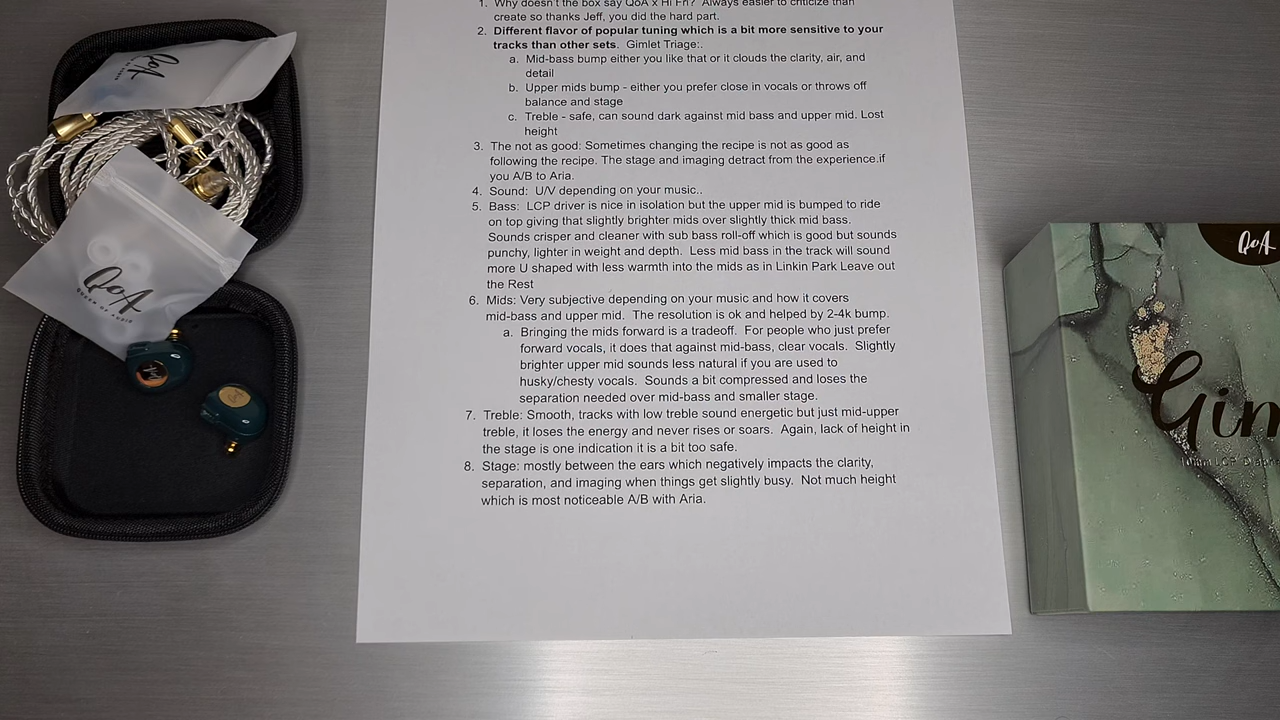 1. Why doesn't the box say QoA x Hi Fri? Always easier to criticize than
create so thanks Jeff, you did the hard part.
2. Different flavor of popular tuning which is a bit more sensitive to your
tracks than other sets. Gimlet Triage:.
a. Mid-bass bump either you like that or it clouds the clarity, air, and
detail
b. Upper mids bump - either you prefer close in vocals or throws off
balance and stage
c. Treble - safe, can sound dark against mid bass and upper mid. Lost
height
3. The not as good: Sometimes changing the recipe is not as good as
following the recipe. The stage and imaging detract from the experience.if
you A/B to Aria.
4. Sound: U/V depending on your music..
5. Bass: LCP driver is nice in isolation but the upper mid is bumped to ride
on top giving that slightly brighter mids over slightly thick mid bass.
Sounds crisper and cleaner with sub bass roll-off which is good but sounds
punchy, lighter in weight and depth. Less mid bass in the track will sound
more U shaped with less warmth into the mids as in Linkin Park Leave out
the Rest
6. Mids: Very subjective depending on your music and how it covers
mid-bass and upper mid. The resolution is ok and helped by 2-4k bump.
a. Bringing the mids forward is a tradeoff. For people who just prefer
forward vocals, it does that against mid-bass, clear vocals. Slightly
brighter upper mid sounds less natural if you are used to
husky/chesty vocals. Sounds a bit compressed and loses the
separation needed over mid-bass and smaller stage.
7. Treble: Smooth, tracks with low treble sound energetic but just mid-upper
treble, it loses the energy and never rises or soars. Again, lack of height in
the stage is one indication it is a bit too safe.
8. Stage: mostly between the ears which negatively impacts the clarity,
separation, and imaging when things get slightly busy. Not much height
which is most noticeable A/B with Aria.
QoA
QoA
QUEEN OF AUDIO
QoA
Gim
10mm LCP